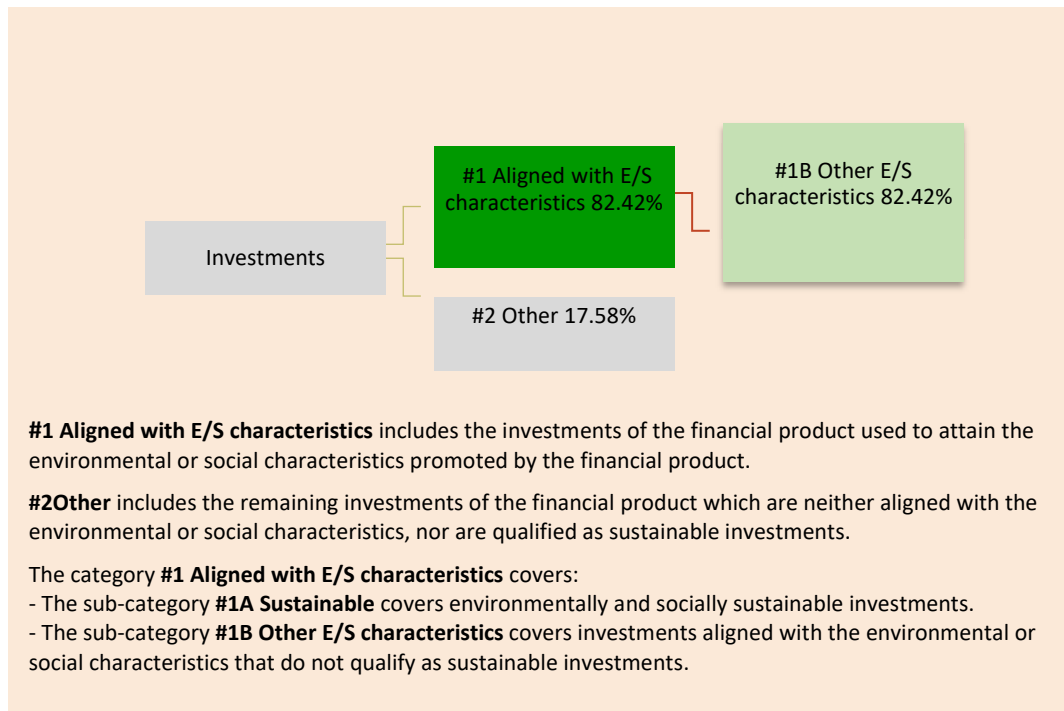 #1 Aligned with E/S
characteristics 82.42%
#1B Other E/S
characteristics 82.42%
Investments
#2 Other 17.58%
#1 Aligned with E/S characteristics includes the investments of the financial product used to attain the
environmental or social characteristics promoted by the financial product.
#2Other includes the remaining investments of the financial product which are neither aligned with the
environmental or social characteristics, nor are qualified as sustainable investments.
The category #1 Aligned with E/S characteristics covers:
- The sub-category #1A Sustainable covers environmentally and socially sustainable investments.
- The sub-category #1B Other E/S characteristics covers investments aligned with the environmental or
social characteristics that do not qualify as sustainable investments.